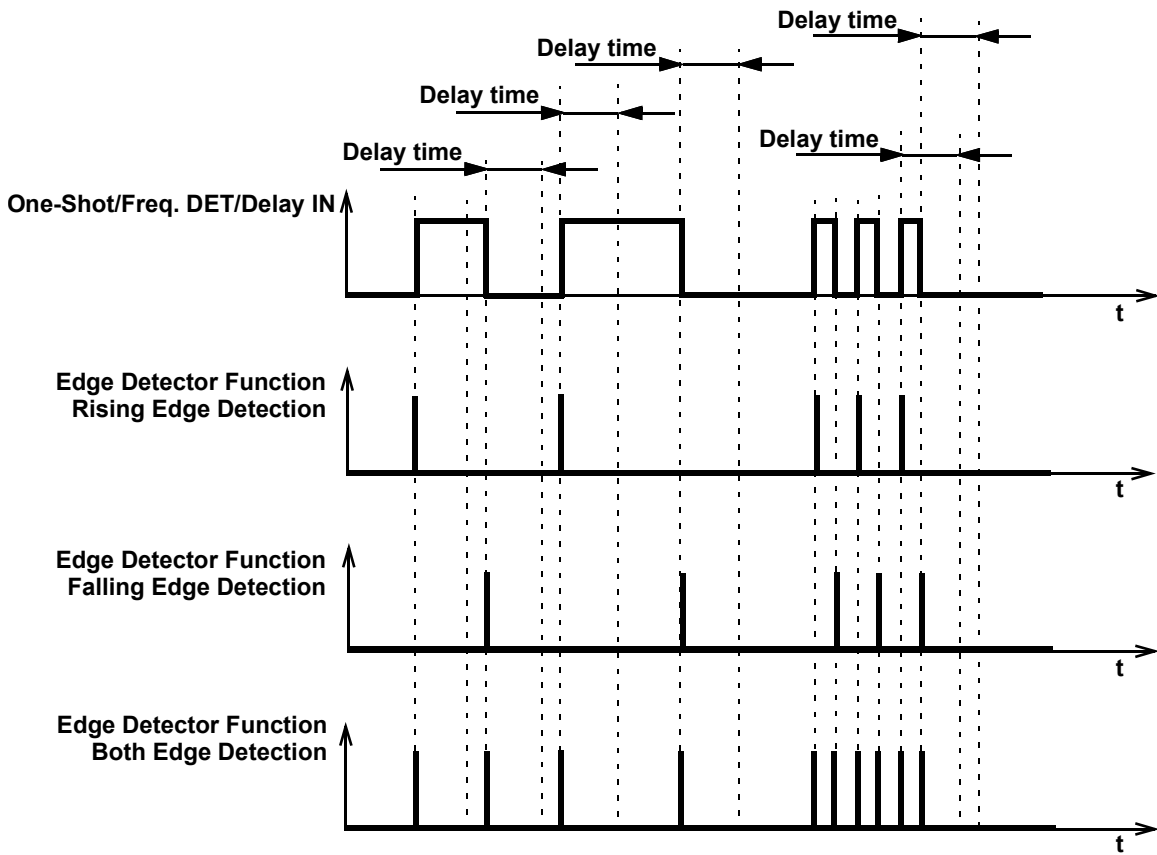 Delay time
Delay time
Delay time
Delay time
Delay time
One-Shot/Freq. DET/Delay IN
t
Edge Detector Function
Rising Edge Detection
t
Edge Detector Function
Falling Edge Detection
t
Edge Detector Function
Both Edge Detection
t